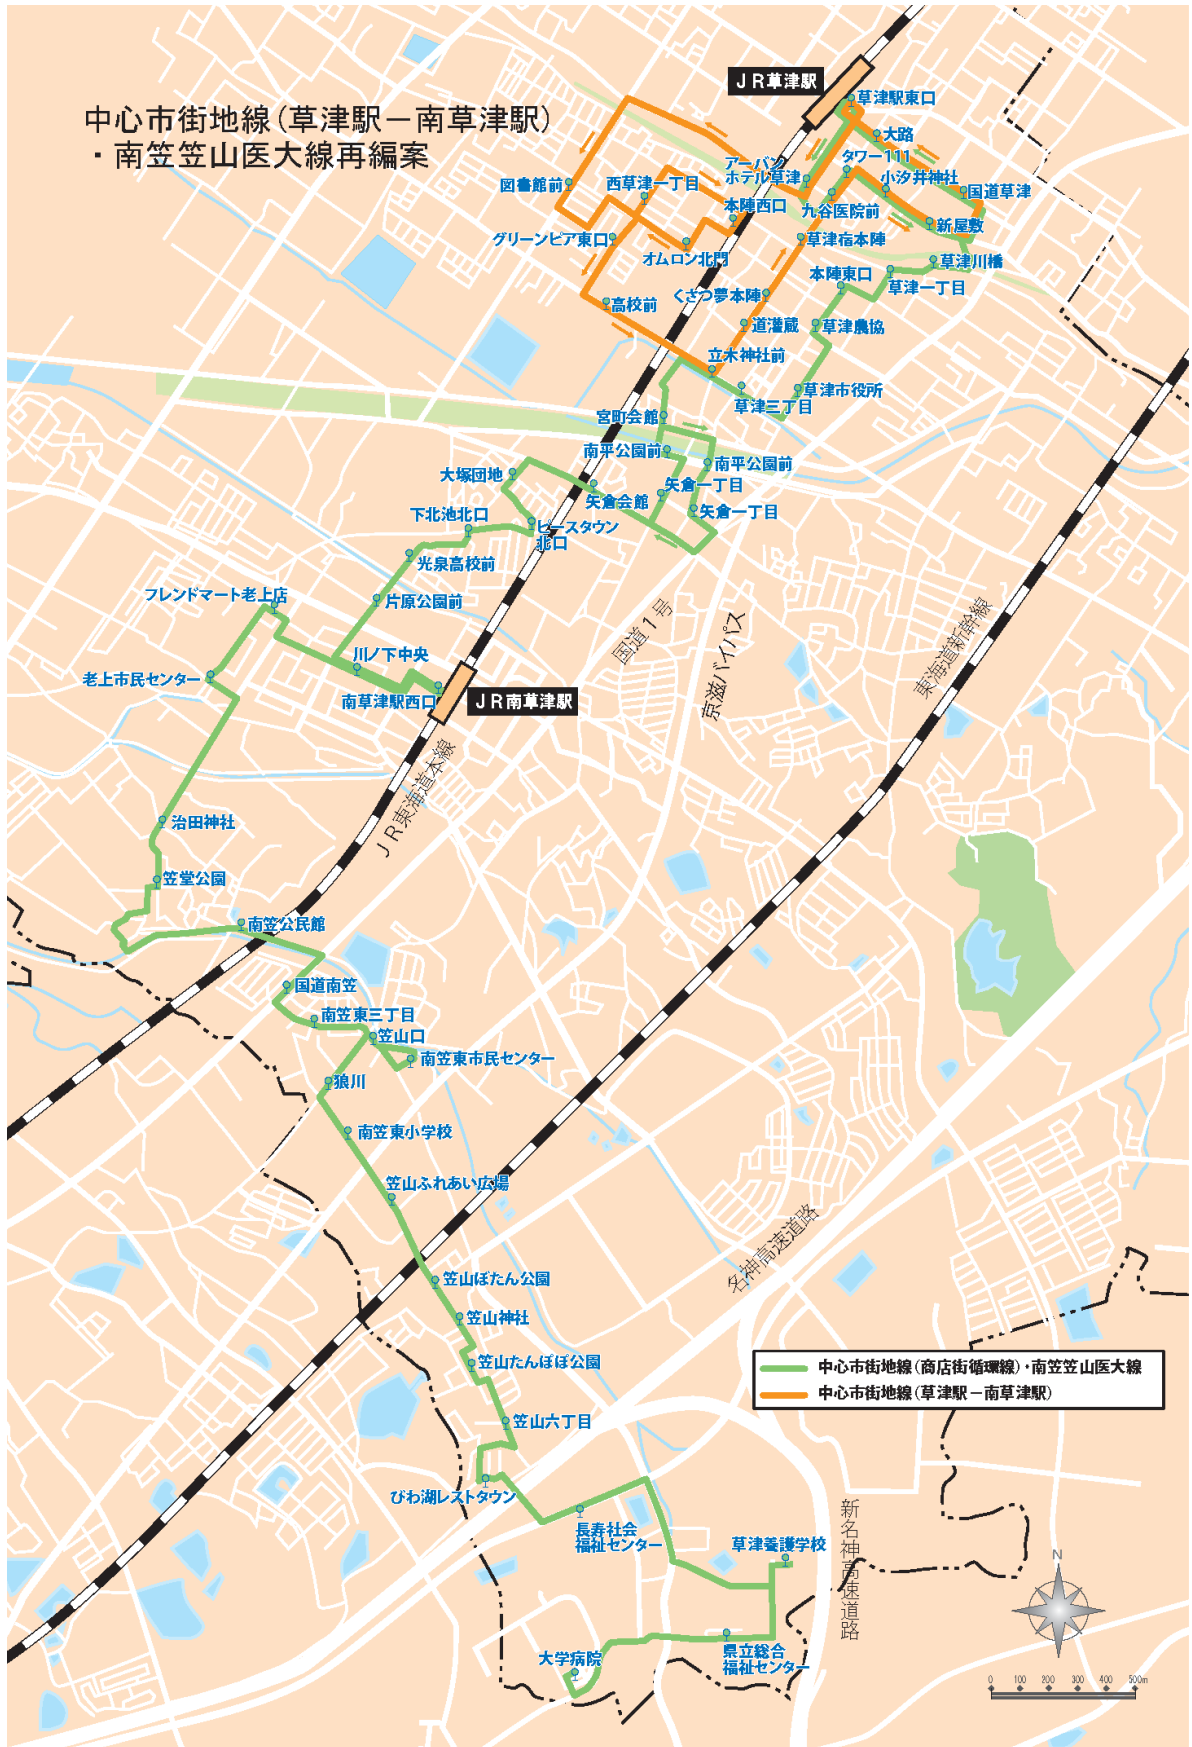 中心市街地線(草津駅－南草津駅)
・南笠笠山医大線再編案
JR草津駅
草津駅東口
大路
タワー111
アーバン
ホテル草津
小汐井神社
国道草津
図書館前
西草津一丁目
本陣西口
九谷医院前
新屋敷
グリーンピア東口
オムロン北門
草津宿本陣
草津川橋
本陣東口
草津一丁目
高校前
くさつ夢本陣
道灌蔵
草津農協
立木神社前
草津市役所
草津三丁目
宮町会館
南平公園前
南平公園前
大塚団地
矢倉会館
矢倉一丁目
矢倉一丁目
下北池北口
ピースタウン
北口
光泉高校前
片原公園前
フレンドマート老上店
国道1号
京滋バイパス
東海道新幹線
川ノ下中央
老上市民センター
南草津駅西口
JR南草津駅
JR東海道本線
治田神社
笠堂公園
南笠公民館
国道南笠
南笠東三丁目
笠山口
南笠東市民センター
狼川
南笠東小学校
笠山ふれあい広場
名神高速道路
笠山ぼたん公園
笠山神社
笠山たんぽぽ公園
中心市街地線(商店街循環線)・南笠笠山医大線
中心市街地線(草津駅－南草津駅)
笠山六丁目
びわ湖レストタウン
長寿社会
福祉センター
草津養護学校
新名神高速道路
県立総合
福祉センター
大学病院
N
0 100 200 300 400 500m